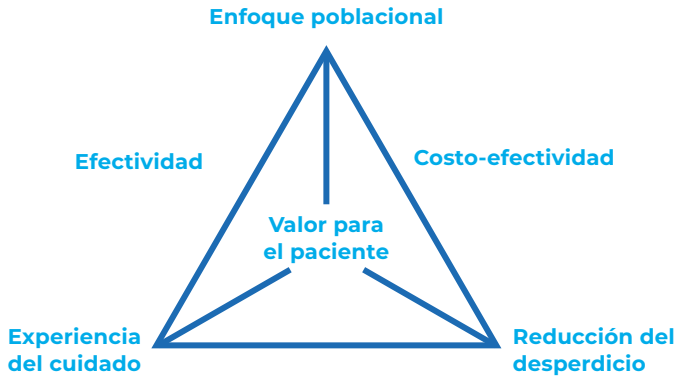 Enfoque poblacional
Efectividad
Costo-efectividad
Valor para
el paciente
Experiencia
del cuidado
Reducción del
desperdicio